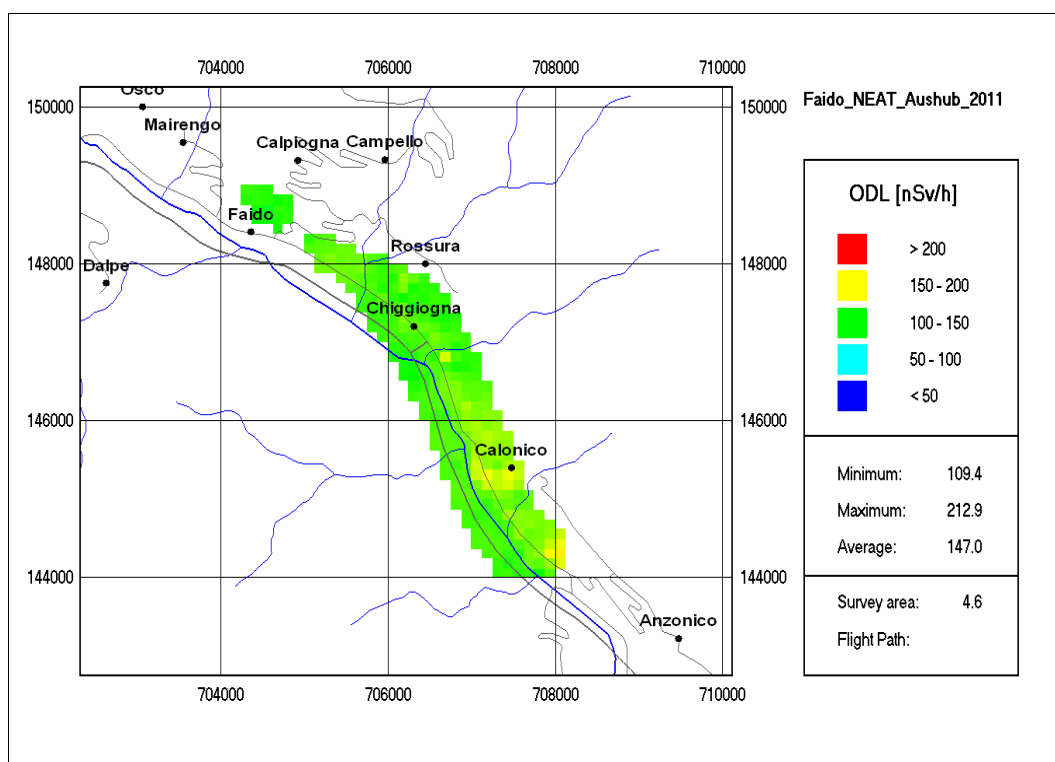 704000 706000 708000 710000
Faido_NEAT_Aushub_2011
150000 150000
Osco
Mairengo
Calpiogna Campello
Faido
Rossura
148000 148000
Dalpe
Chiggiogna
146000 146000
Calonico
144000 144000
Anzonico
704000 706000 708000 710000
ODL [nSv/h]
> 200
150 - 200
100 - 150
50 - 100
< 50
Minimum: 109.4
Maximum: 212.9
Average: 147.0
Survey area: 4.6
Flight Path: